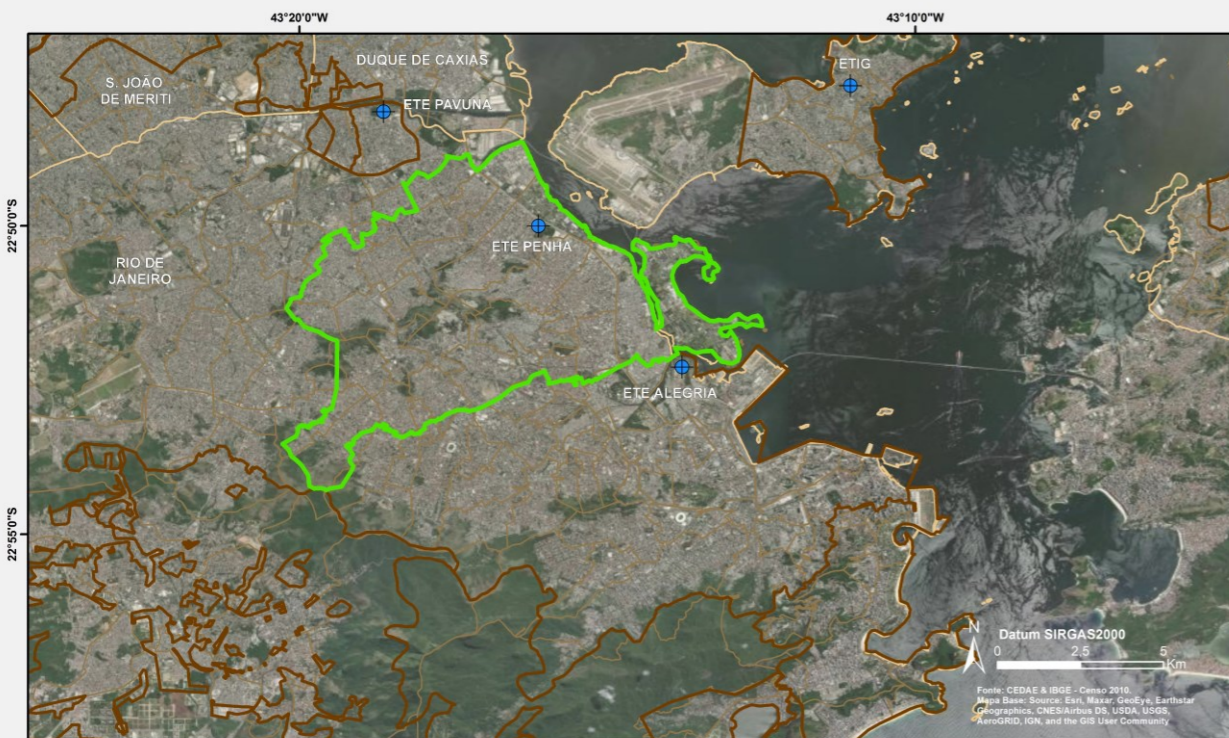 43°20'0"W
43°10'0"W
DUQUE DE CAXIAS
ETIG
S. JOÃO
DE MERITI
ETE PAVUNA
22°50'0"S
ETE PENHA
RIO DE
JANEIRO
ETE ALEGRIA
22°55'0"S
N
Datum SIRGAS2000
0 2.5 5
Km
Fonte: CEDAE & IBGE - Censo 2010.
Mapa Base: Source: Esri, Maxar, GeoEye, Earthstar
Geographics, CNES/Airbus DS, USDA, USGS,
AeroGRID, IGN, and the GIS User Community